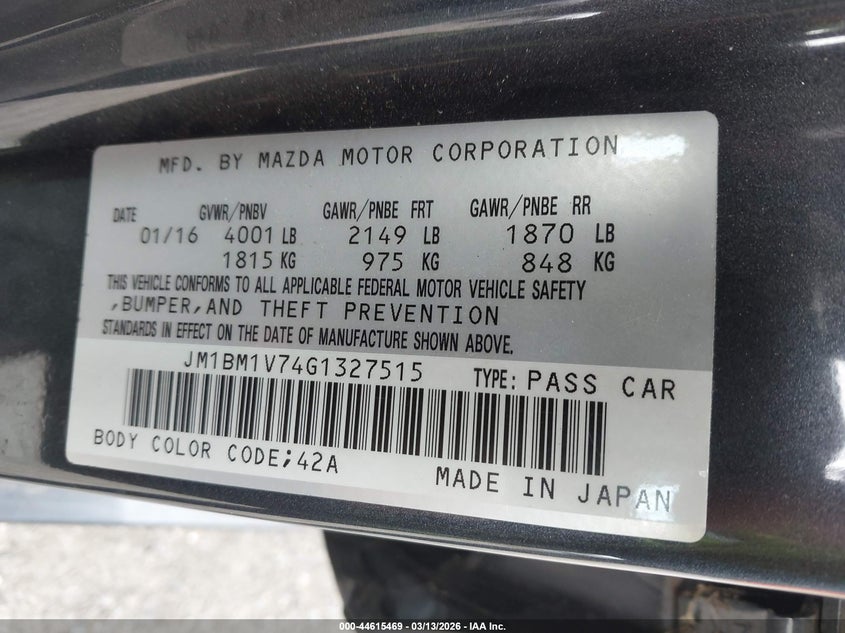 MFD. BY MAZDA MOTOR CORPORATION
DATE GVWR/PNBV GAWR/PNBE FRT GAWR/PNBE RR
01/16 4001 LB 2149 LB 1870 LB
1815 KG 975 KG 848 KG
THIS VEHICLE CONFORMS TO ALL APPLICABLE FEDERAL MOTOR VEHICLE SAFETY
,BUMPER,AND THEFT PREVENTION
STANDARDS IN EFFECT ON THE DATE OF MANUFACTURE SHOWN ABOVE.
JM1BM1V74G1327515 TYPE: PASS CAR
BODY COLOR CODE;42A
MADE IN JAPAN
000-44615469 - 03/13/2026 - IAA Inc.